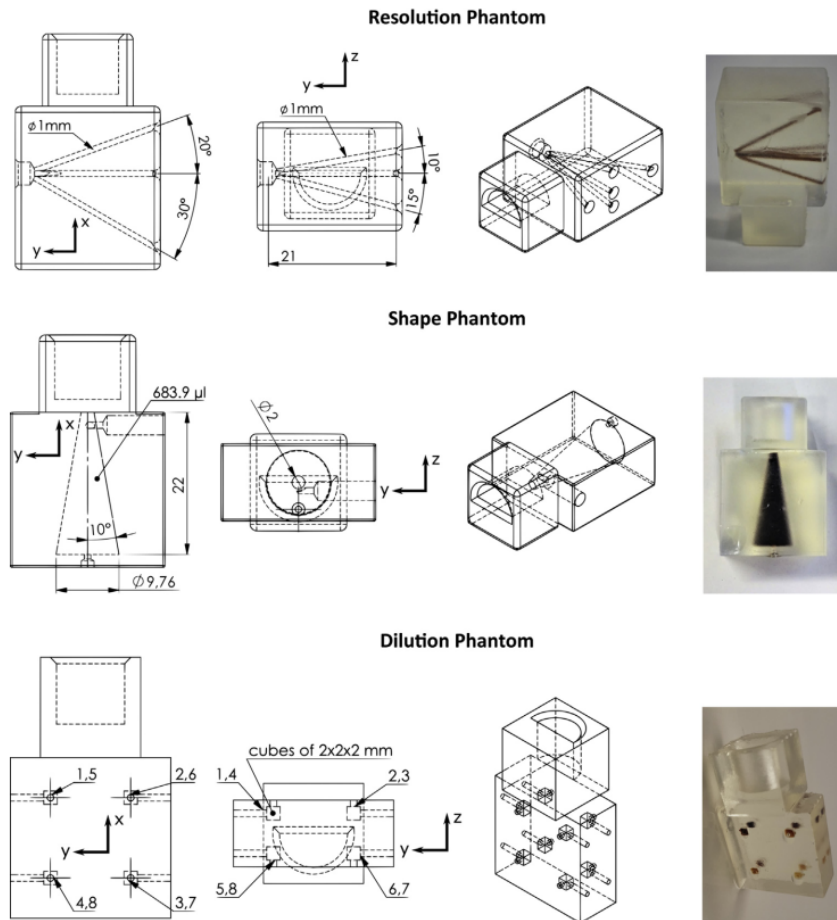 Resolution Phantom
ø1mm
20°
30°
x
y
z
y
ø1mm
10°
15°
21
Shape Phantom
683.9 µl
x
y
22
10°
Ø9,76
Ø2
z
y
Dilution Phantom
1,5
2,6
x
y
4,8
3,7
cubes of 2x2x2 mm
1,4
2,3
z
y
5,8
6,7